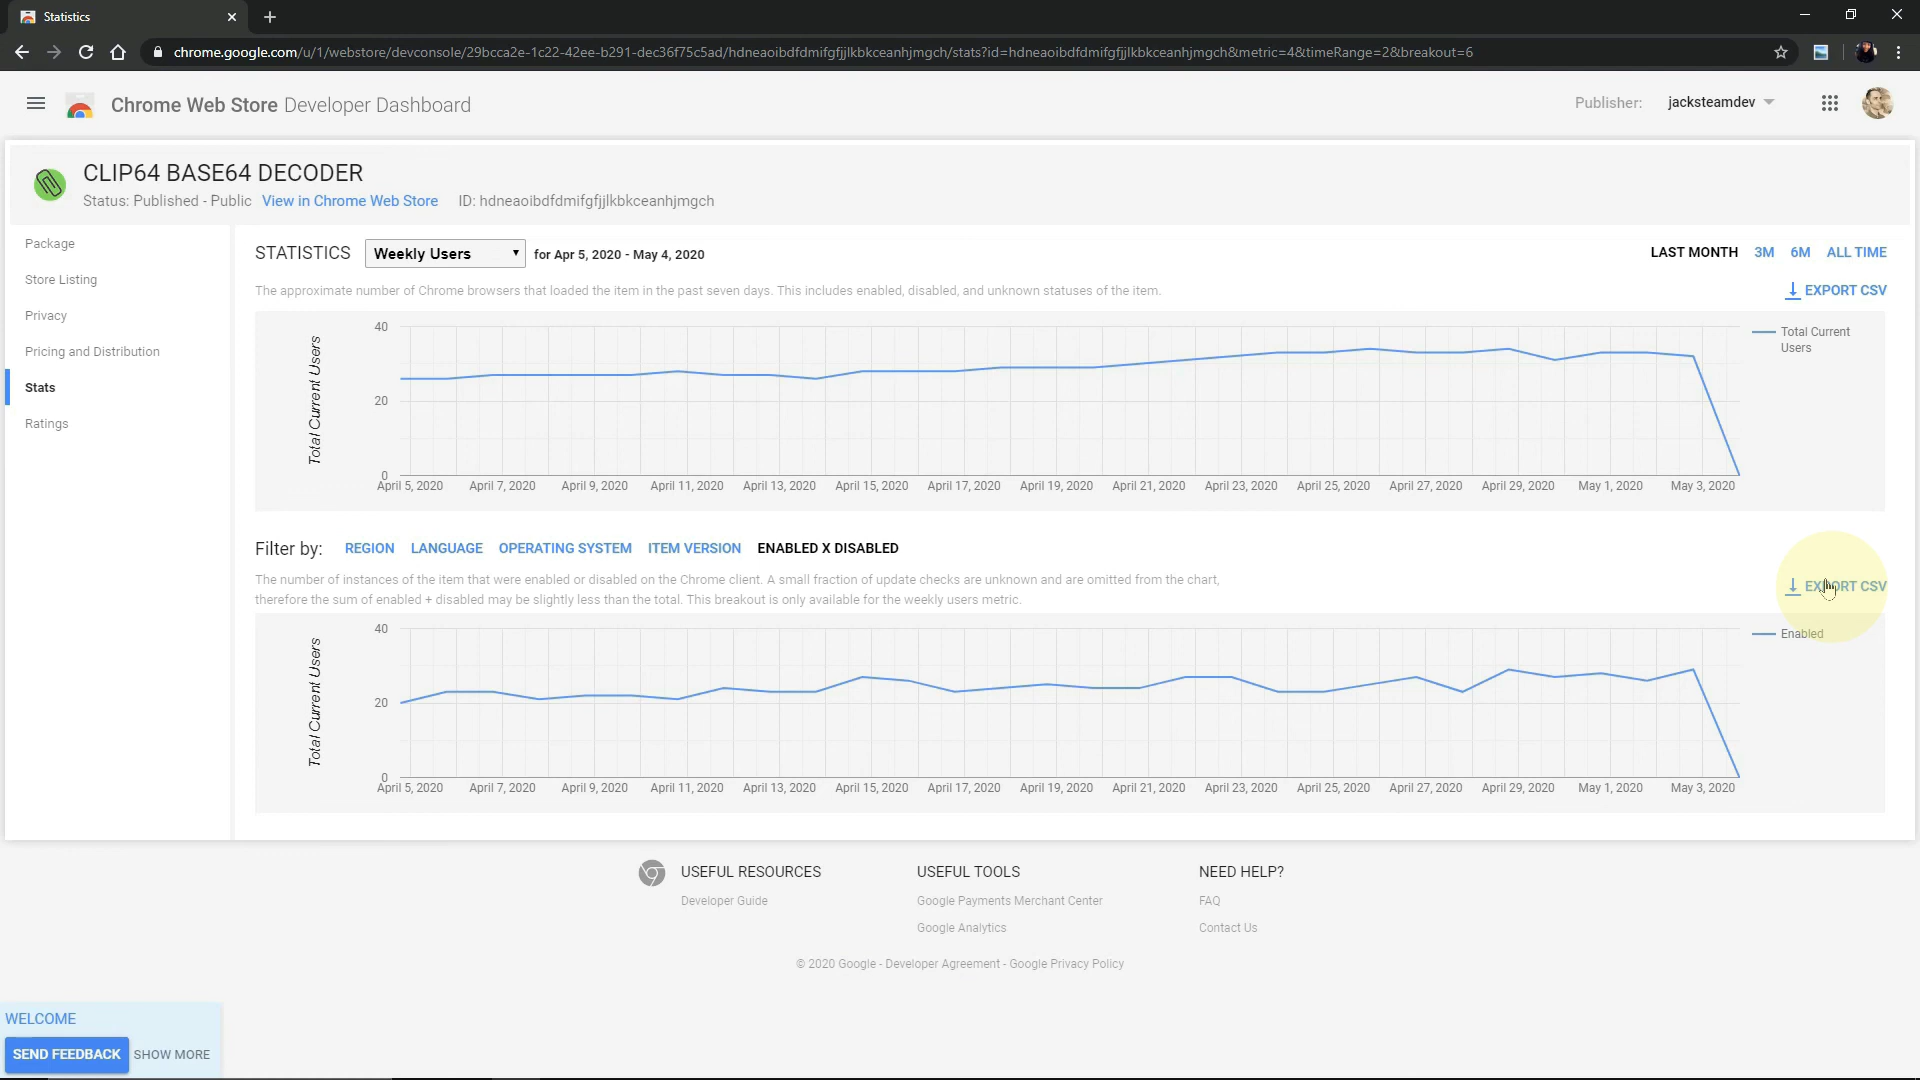 Statistics
chrome.google.com/u/1/webstore/devconsole/29bcca2e-1c22-42ee-b291-dec36f75c5ad/hdneaoibdfdmifgfjjlkbkceanhjmgch/stats?id=hdneaoibdfdmifgfjjlkbkceanhjmgch&metric=4&timeRange=2&breakout=6
Chrome Web Store Developer Dashboard
Publisher: jacksteamdev
CLIP64 BASE64 DECODER
Status: Published - Public View in Chrome Web Store ID: hdneaoibdfdmifgfjjlkbkceanhjmgch
Package
Store Listing
Privacy
Pricing and Distribution
Stats
Ratings
STATISTICS Weekly Users for Apr 5, 2020 - May 4, 2020
LAST MONTH 3M 6M ALL TIME
The approximate number of Chrome browsers that loaded the item in the past seven days. This includes enabled, disabled, and unknown statuses of the item.
EXPORT CSV
Total Current Users
40
20
0
April 5, 2020 April 7, 2020 April 9, 2020 April 11, 2020 April 13, 2020 April 15, 2020 April 17, 2020 April 19, 2020 April 21, 2020 April 23, 2020 April 25, 2020 April 27, 2020 April 29, 2020 May 1, 2020 May 3, 2020
Total Current
Users
Filter by: REGION LANGUAGE OPERATING SYSTEM ITEM VERSION ENABLED X DISABLED
The number of instances of the item that were enabled or disabled on the Chrome client. A small fraction of update checks are unknown and are omitted from the chart,
therefore the sum of enabled + disabled may be slightly less than the total. This breakout is only available for the weekly users metric.
EXPORT CSV
Total Current Users
40
20
0
April 5, 2020 April 7, 2020 April 9, 2020 April 11, 2020 April 13, 2020 April 15, 2020 April 17, 2020 April 19, 2020 April 21, 2020 April 23, 2020 April 25, 2020 April 27, 2020 April 29, 2020 May 1, 2020 May 3, 2020
Enabled
USEFUL RESOURCES
Developer Guide
USEFUL TOOLS
Google Payments Merchant Center
Google Analytics
NEED HELP?
FAQ
Contact Us
© 2020 Google - Developer Agreement - Google Privacy Policy
WELCOME
SEND FEEDBACK SHOW MORE